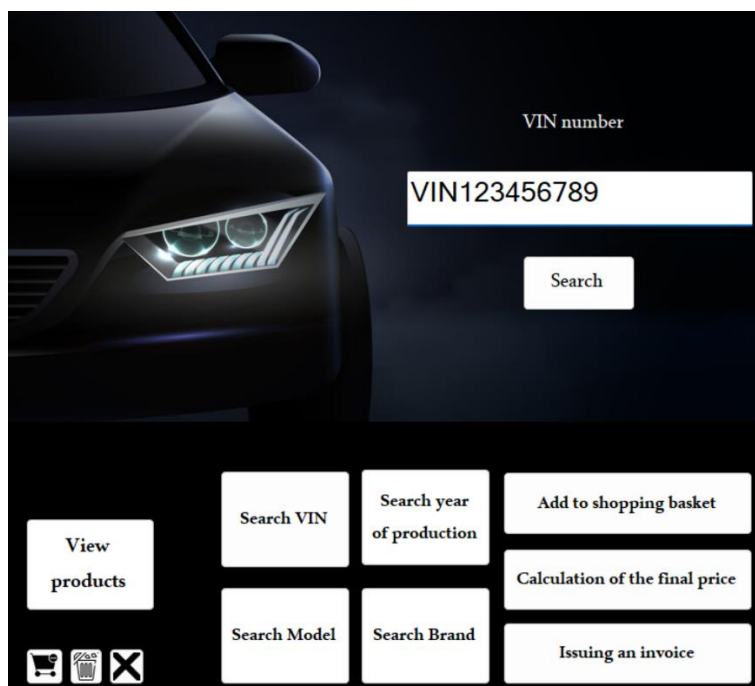 VIN number
VIN123456789
Search
View
products
Search VIN
Search year
of production
Search Model
Search Brand
Add to shopping basket
Calculation of the final price
Issuing an invoice